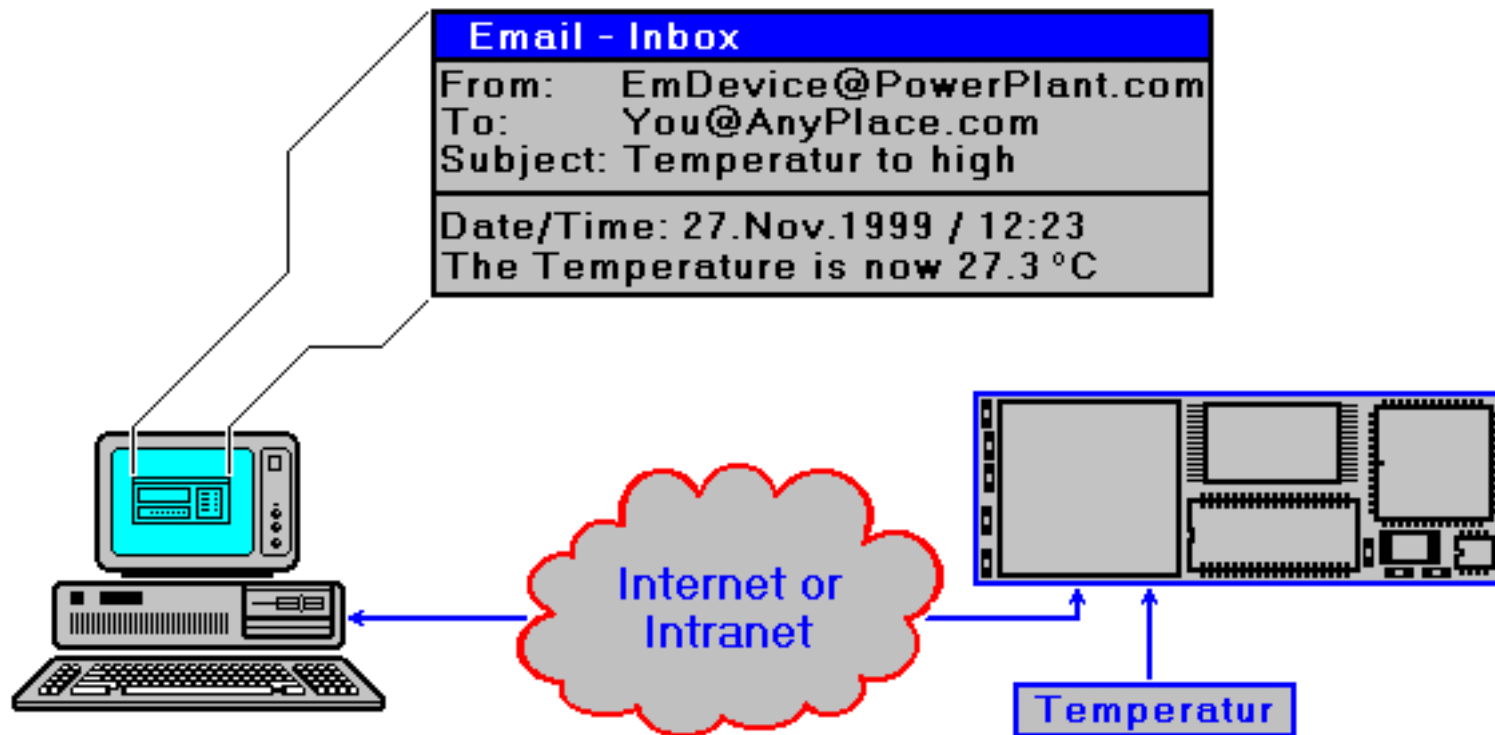 Email - Inbox
From: EmDevice@PowerPlant.com
To: You@AnyPlace.com
Subject: Temperatur to high
Date/Time: 27.Nov.1999 / 12:23
The Temperature is now 27.3 °C
Internet or
Intranet
Temperatur